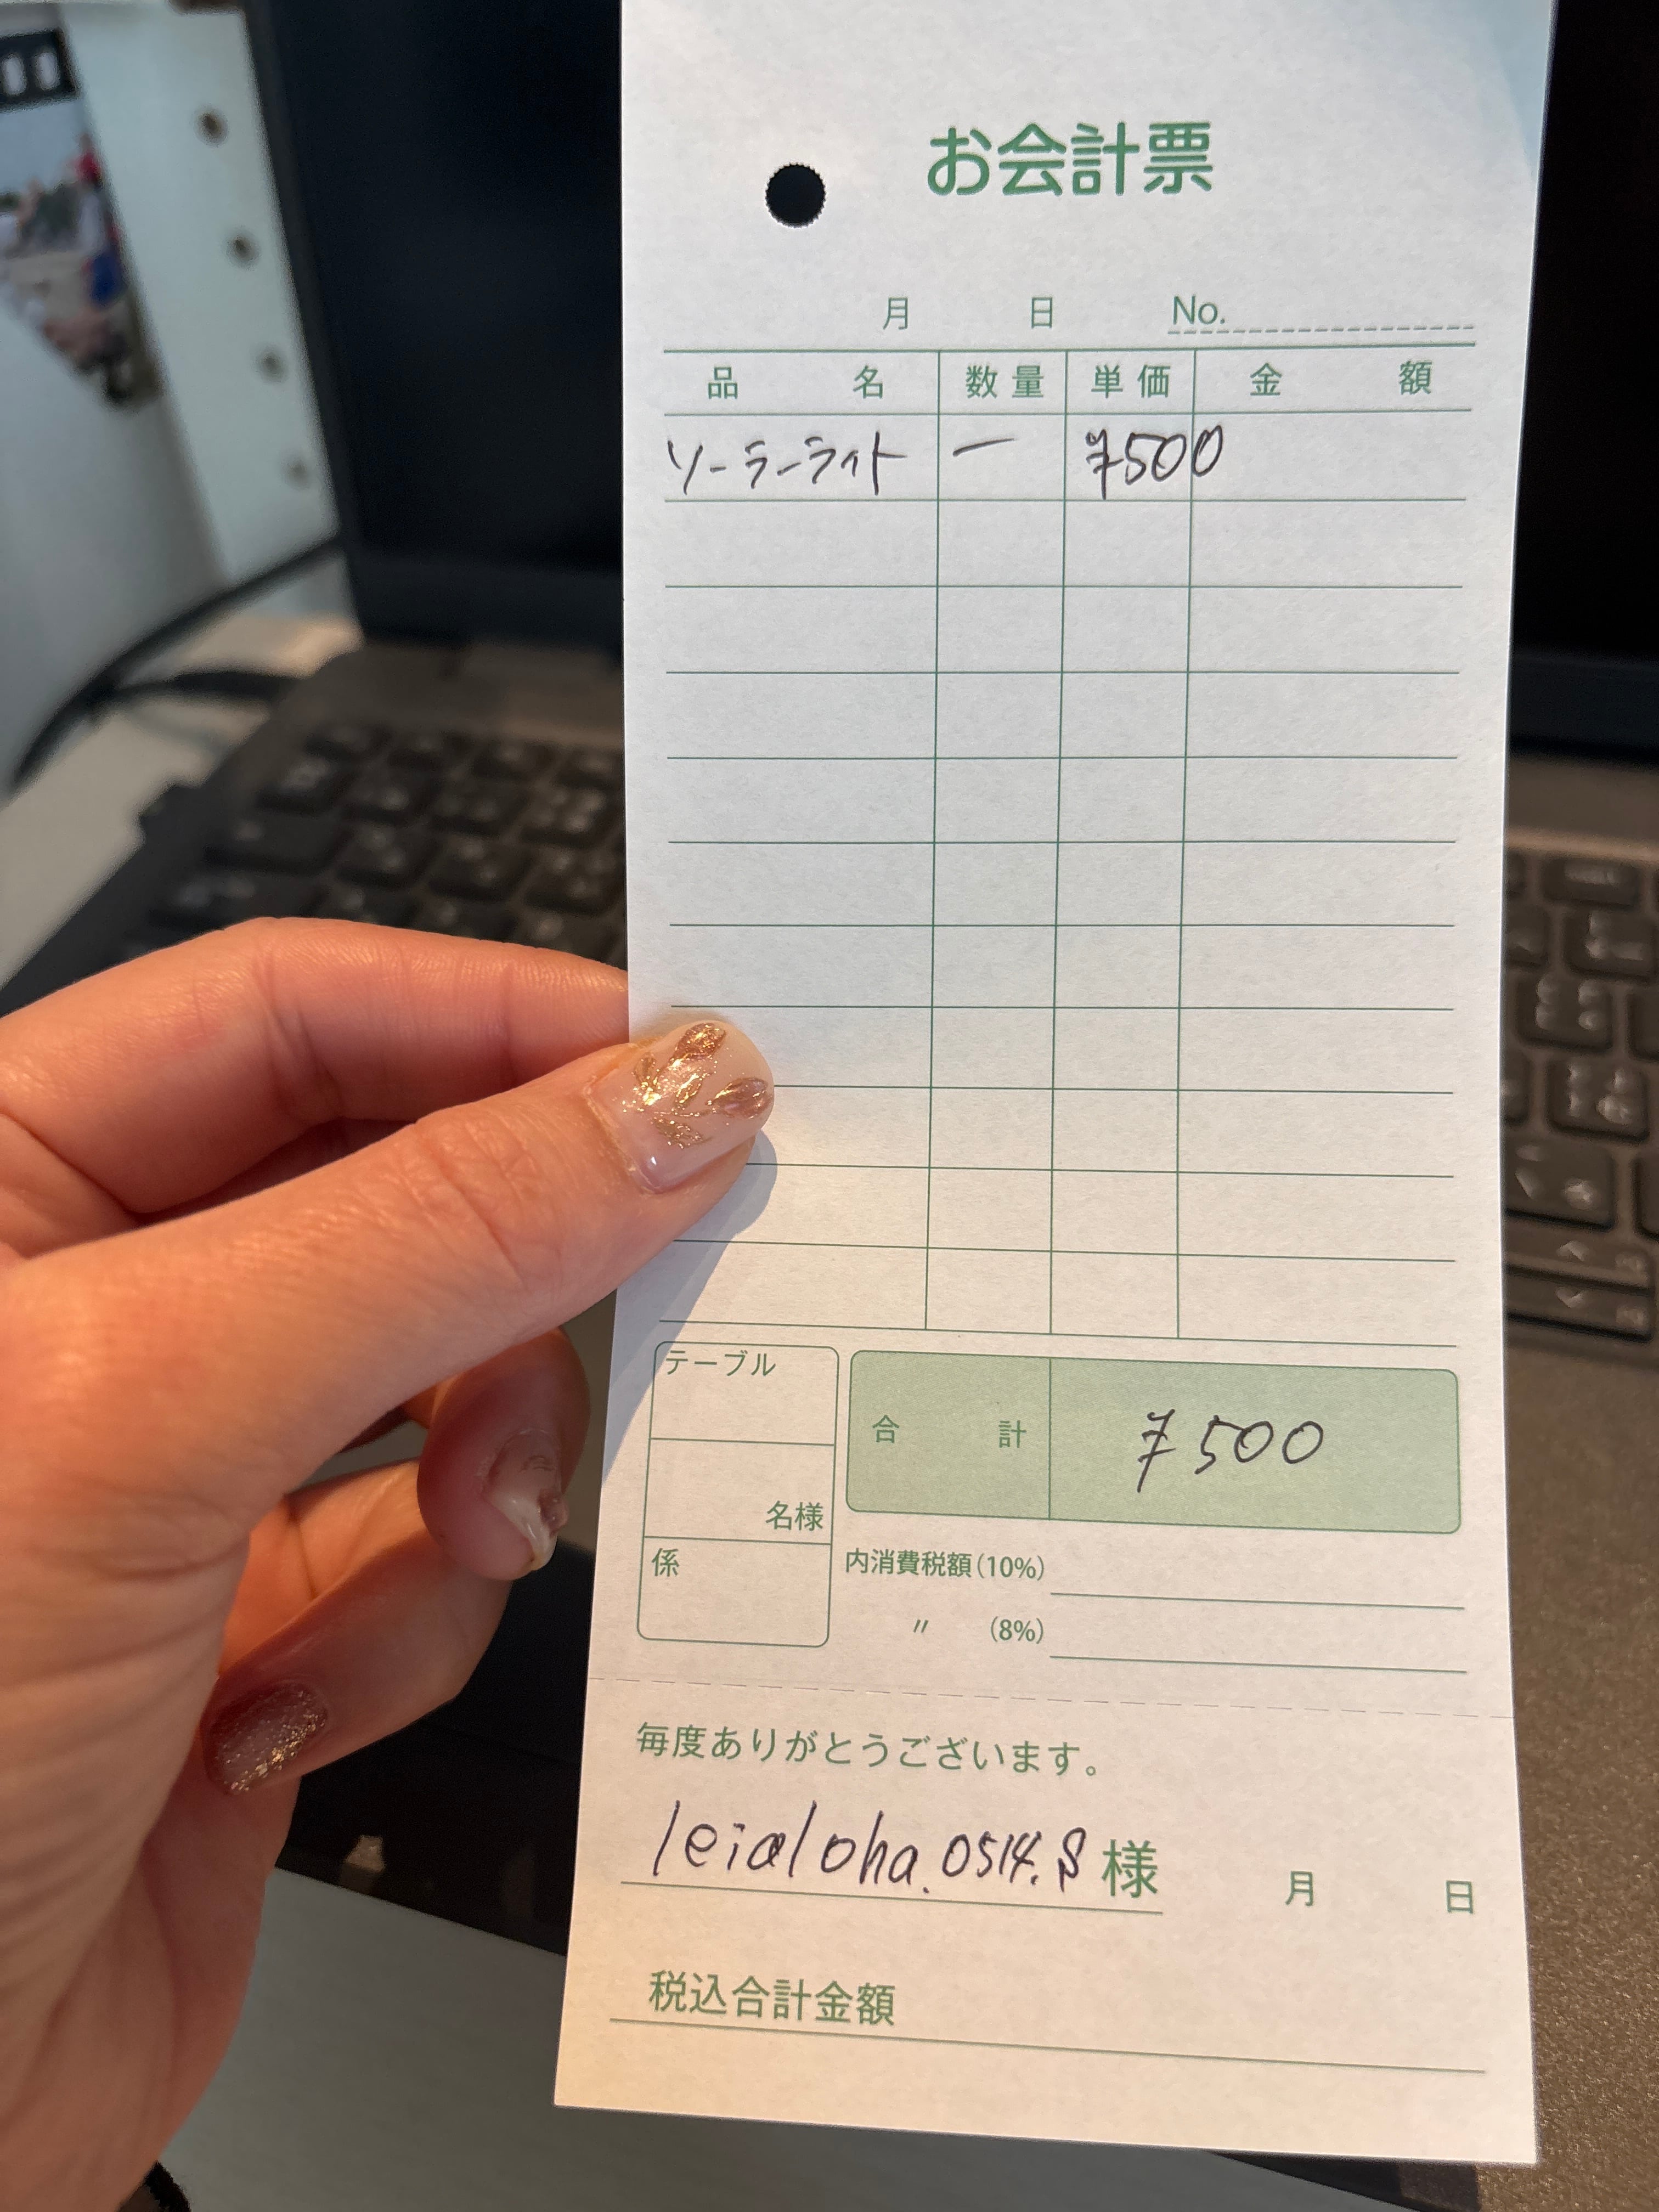 お会計票
月 日 No.
品名 数量 単価 金額
ソーラーライト 一 ¥500
テーブル
合計 ¥500
名様
係
内消費税額(10%)
〃 (8%)
毎度ありがとうございます。
leialoha.0514.8 様 月 日
税込合計金額